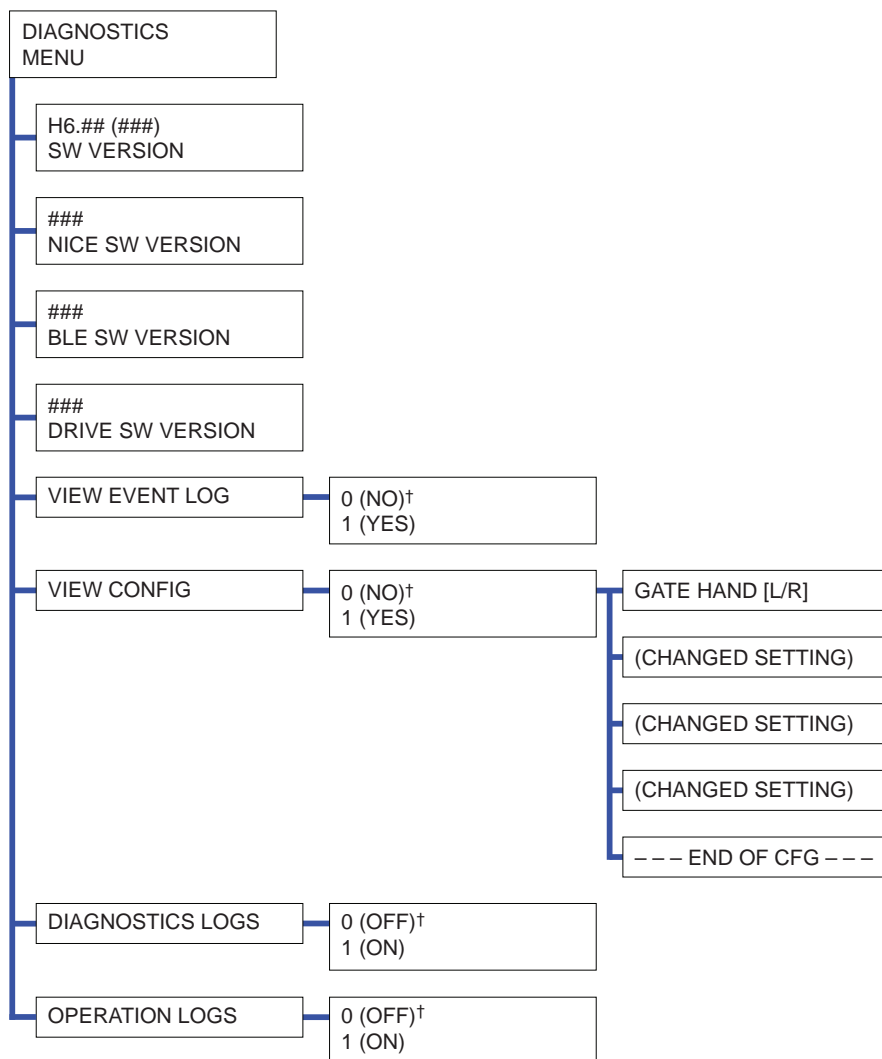 DIAGNOSTICS
MENU
H6.## (###)
SW VERSION
###
NICE SW VERSION
###
BLE SW VERSION
###
DRIVE SW VERSION
VIEW EVENT LOG
0 (NO)†
1 (YES)
VIEW CONFIG
0 (NO)†
1 (YES)
GATE HAND [L/R]
(CHANGED SETTING)
(CHANGED SETTING)
(CHANGED SETTING)
– – – END OF CFG – – –
DIAGNOSTICS LOGS
0 (OFF)†
1 (ON)
OPERATION LOGS
0 (OFF)†
1 (ON)